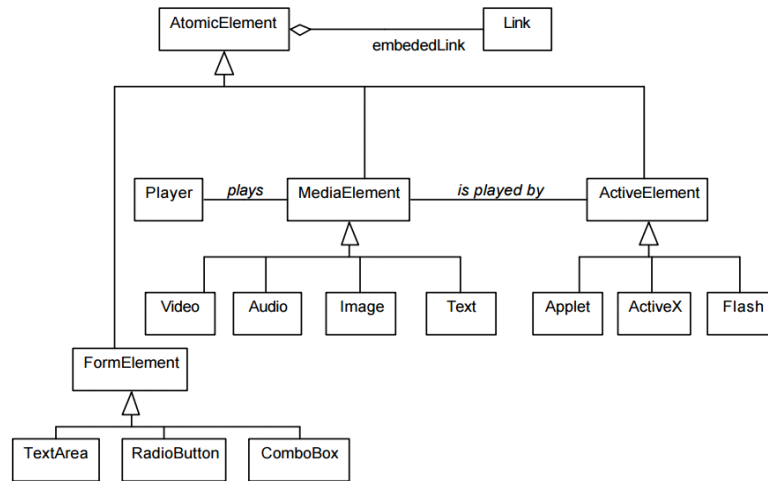 AtomicElement
Link
embededLink
Player
plays
MediaElement
is played by
ActiveElement
Video
Audio
Image
Text
Applet
ActiveX
Flash
FormElement
TextArea
RadioButton
ComboBox